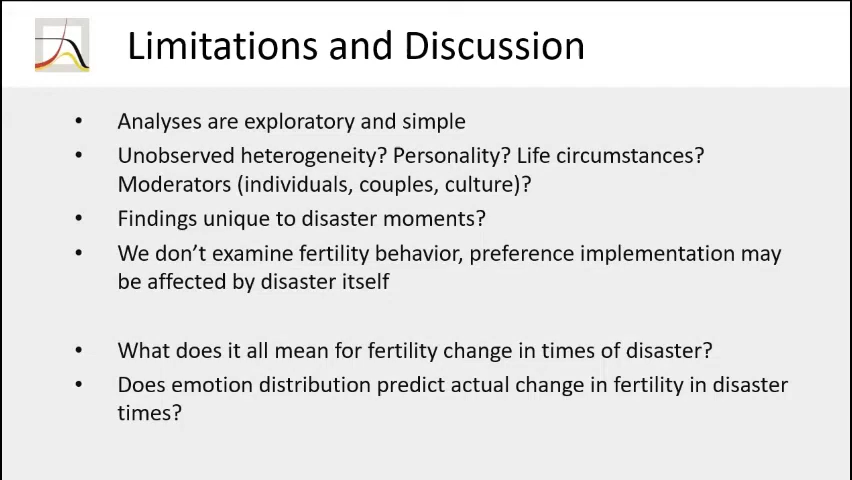 Limitations and Discussion
• Analyses are exploratory and simple
• Unobserved heterogeneity? Personality? Life circumstances?
Moderators (individuals, couples, culture)?
• Findings unique to disaster moments?
• We don’t examine fertility behavior, preference implementation may
be affected by disaster itself
• What does it all mean for fertility change in times of disaster?
• Does emotion distribution predict actual change in fertility in disaster
times?